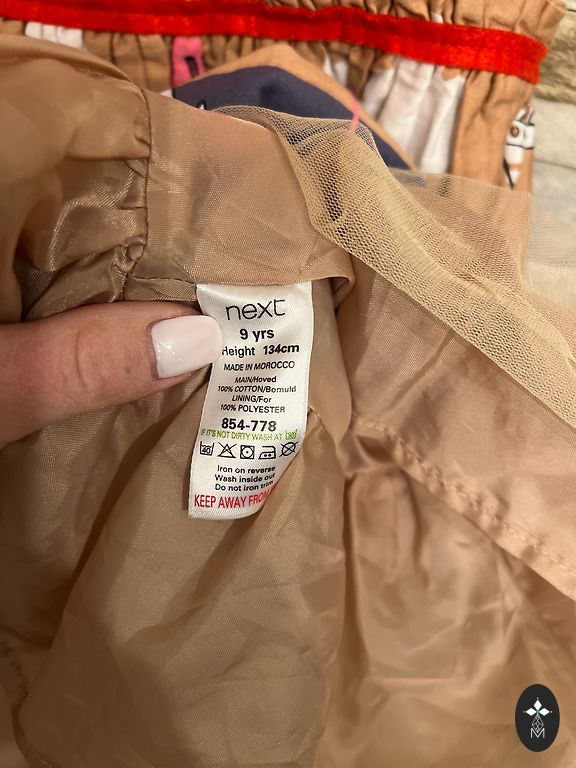 next
9 yrs
Height 134cm
MADE IN MOROCCO
MAIN/Hoved
100% COTTON/Bomuld
LINING/For
100% POLYESTER
854-778
IF IT'S NOT DIRTY WASH AT
40
Iron on reverse
Wash inside out
Do not iron trim
KEEP AWAY FROM
M